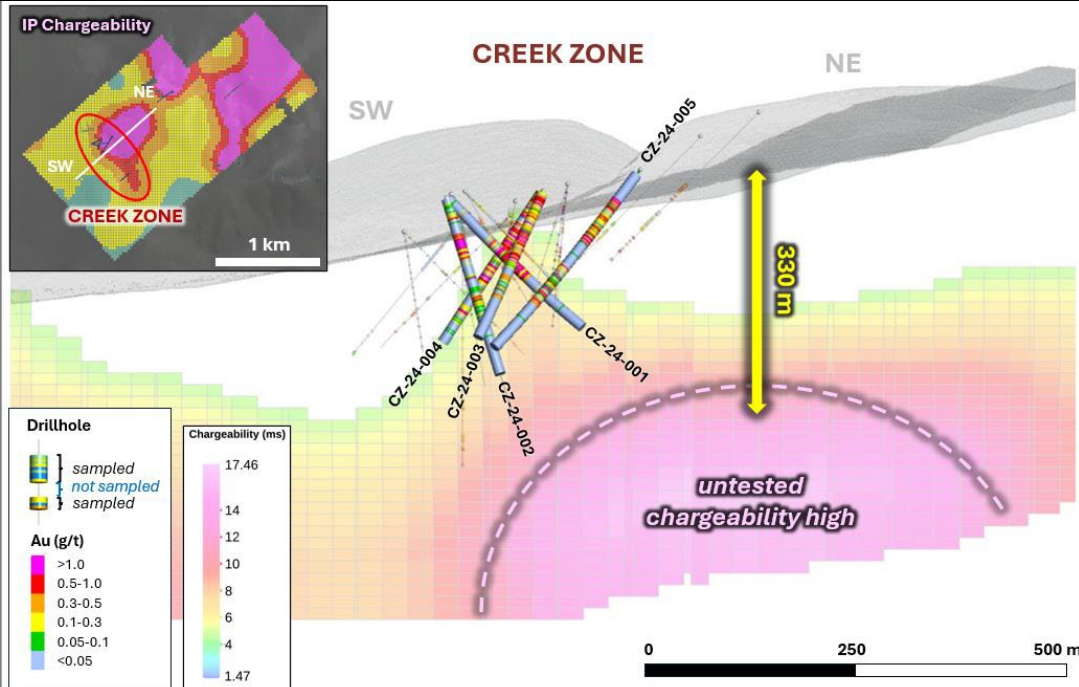 IP Chargeability
NE
SW
CREEK ZONE
1 km
CREEK ZONE
SW
NE
CZ-24-005
330 m
CZ-24-001
CZ-24-004
CZ-24-003
CZ-24-002
untested
chargeability high
Drillhole
sampled
not sampled
sampled
Au (g/t)
>1.0
0.5-1.0
0.3-0.5
0.1-0.3
0.05-0.1
<0.05
Chargeability (ms)
17.46
14
12
10
8
6
4
1.47
0
250
500 m